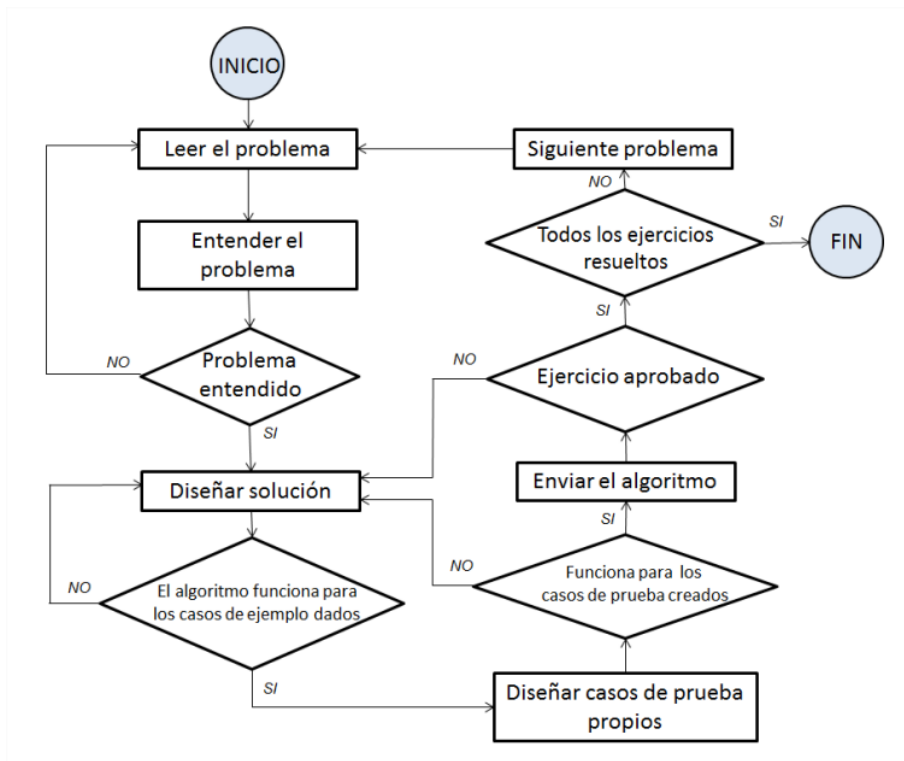 INICIO
Leer el problema
Entender el
problema
NO
Problema
entendido
SI
Diseñar solución
NO
El algoritmo funciona para
los casos de ejemplo dados
SI
Diseñar casos de prueba
propios
NO
Funciona para los
casos de prueba creados
SI
Enviar el algoritmo
NO
Ejercicio aprobado
SI
Todos los ejercicios
resueltos
NO
Siguiente problema
SI
FIN